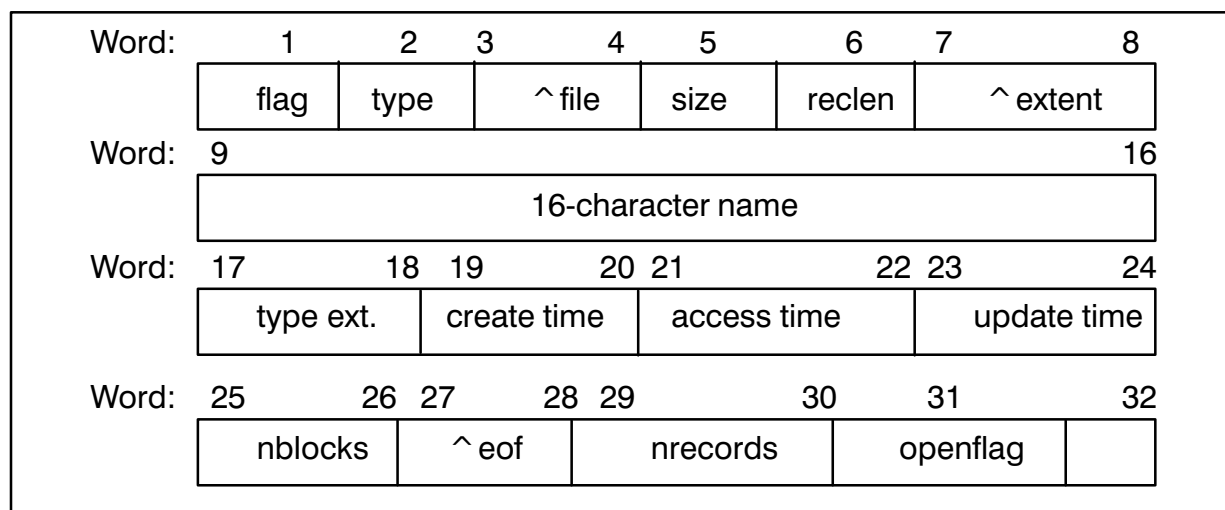 Word: 1 2 3 4 5 6 7 8
flag type ^file size reclen ^extent
Word: 9 16
16-character name
Word: 17 18 19 20 21 22 23 24
type ext. create time access time update time
Word: 25 26 27 28 29 30 31 32
nblocks ^eof nrecords openflag